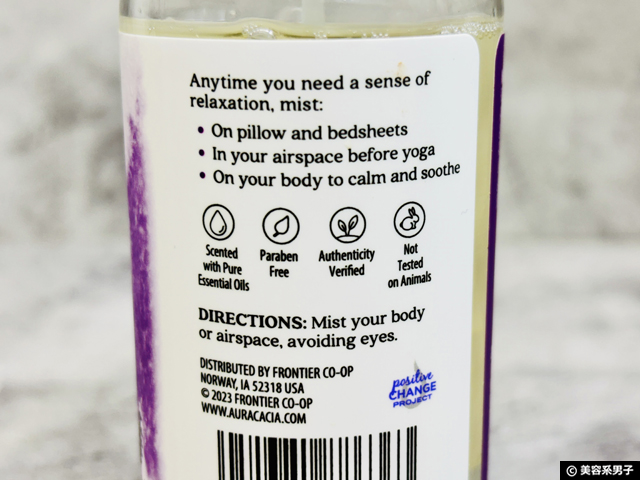 Anytime you need a sense of
relaxation, mist:
• On pillow and bedsheets
• In your airspace before yoga
• On your body to calm and soothe
Scented
with Pure
Essential Oils
Paraben
Free
Authenticity
Verified
Not
Tested
on Animals
DIRECTIONS: Mist your body
or airspace, avoiding eyes.
DISTRIBUTED BY FRONTIER CO-OP
NORWAY, IA 52318 USA
© 2023 FRONTIER CO-OP
WWW.AURACACIA.COM
positive
CHANGE
PROJECT
© 美容系男子